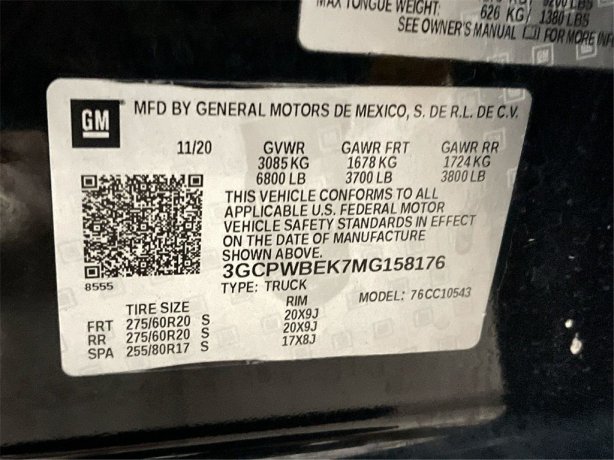 MAX TONGUE WEIGHT:
626 KG/ 1380 LBS
SEE OWNER'S MANUAL FOR MORE
GM
MFD BY GENERAL MOTORS DE MEXICO, S. DE R.L. DE C.V.
11/20 GVWR GAWR FRT GAWR RR
3085 KG 1678 KG 1724 KG
6800 LB 3700 LB 3800 LB
THIS VEHICLE CONFORMS TO ALL
APPLICABLE U.S. FEDERAL MOTOR
VEHICLE SAFETY STANDARDS IN EFFECT
ON THE DATE OF MANUFACTURE
SHOWN ABOVE.
3GCPWBEK7MG158176
8555
TYPE: TRUCK MODEL: 76CC10543
TIRE SIZE RIM
FRT 275/60R20 S 20X9J
RR 275/60R20 S 20X9J
SPA 255/80R17 S 17X8J